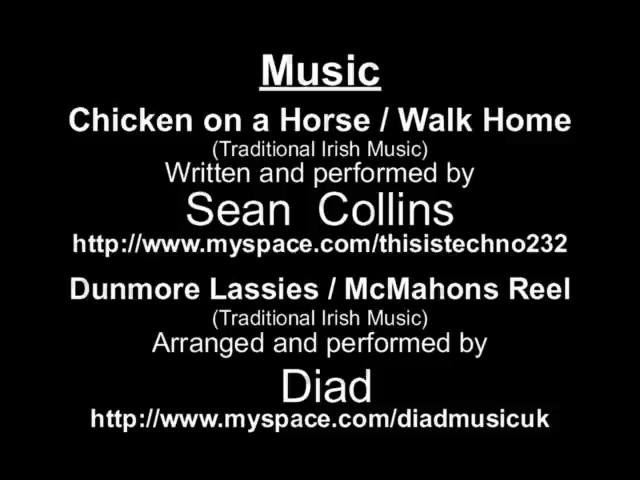 Music
Chicken on a Horse / Walk Home
(Traditional Irish Music)
Written and performed by
Sean Collins
http://www.myspace.com/thisistechno232
Dunmore Lassies / McMahons Reel
(Traditional Irish Music)
Arranged and performed by
Diad
http://www.myspace.com/diadmusicuk